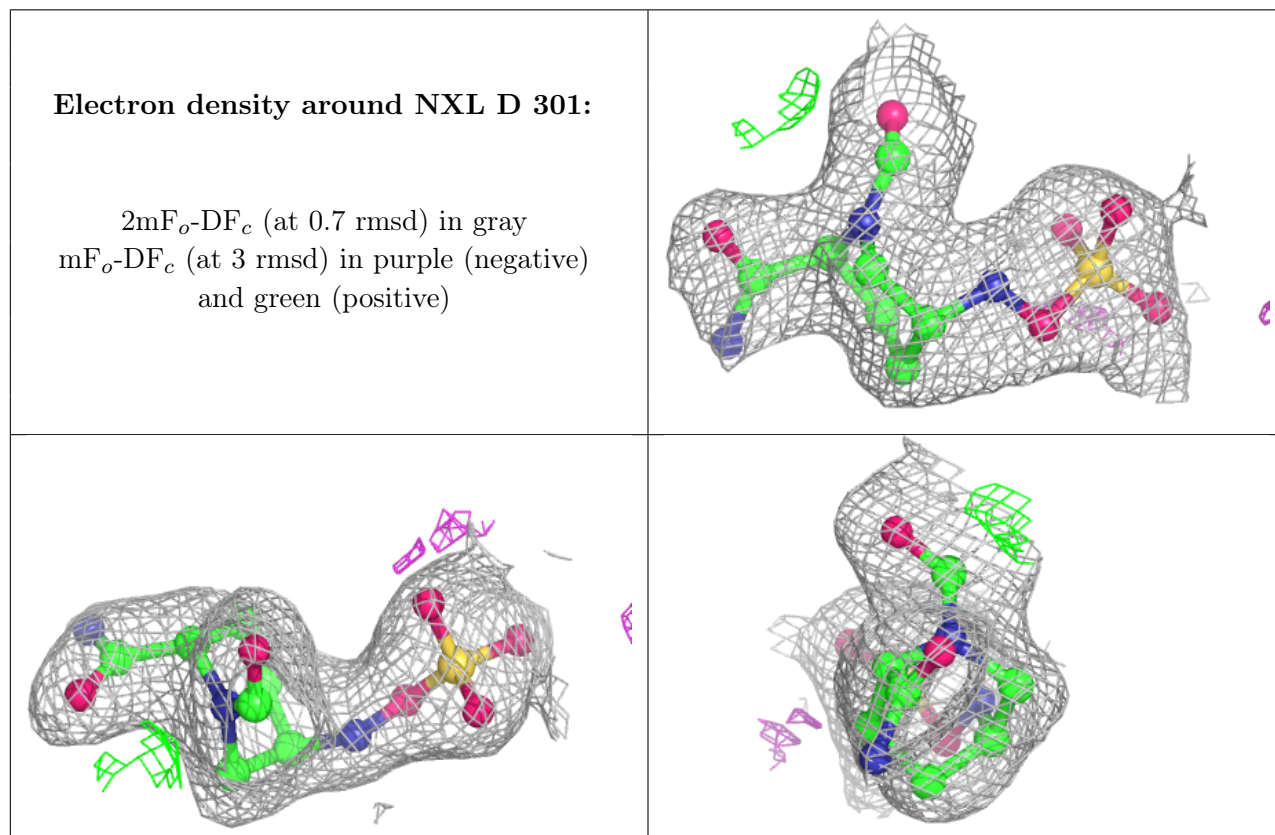 Electron density around NXL D 301:
2mFo-DFc (at 0.7 rmsd) in gray
mFo-DFc (at 3 rmsd) in purple (negative)
and green (positive)